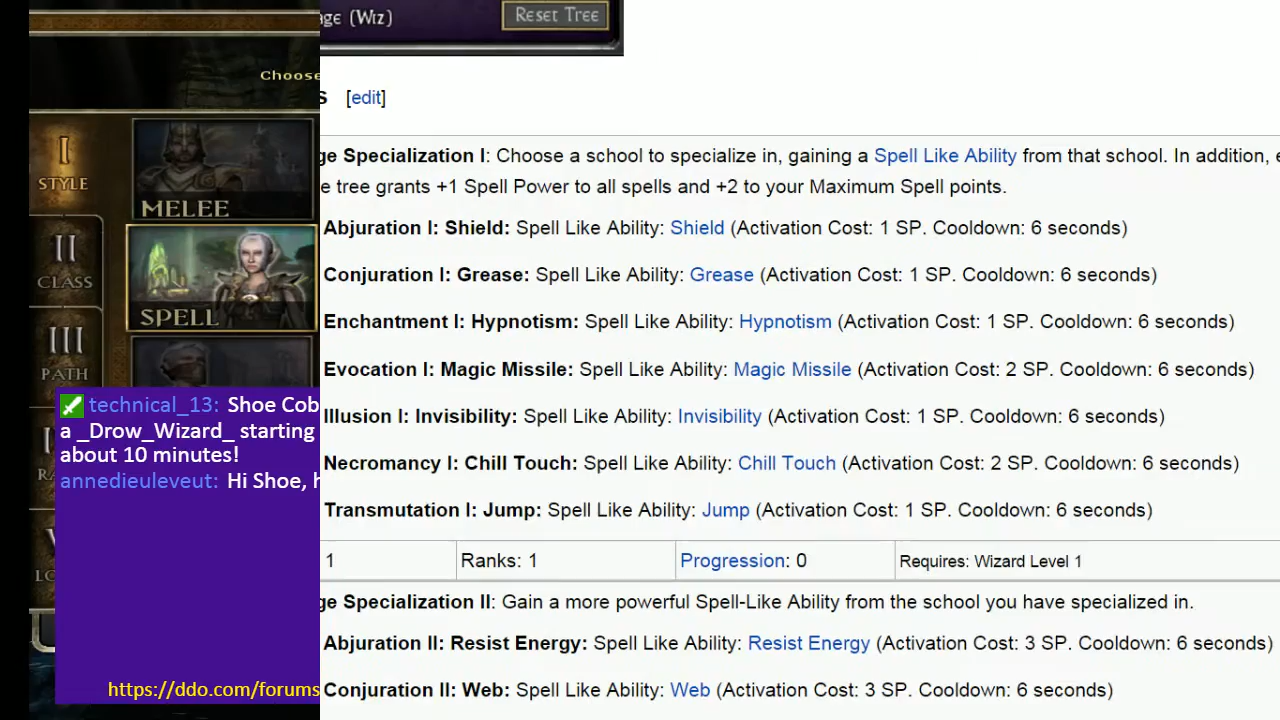 age (Wiz)
Reset Tree
Choose
S [edit]
I
STYLE
MELEE
II
CLASS
SPELL
III
PATH
ge Specialization I: Choose a school to specialize in, gaining a Spell Like Ability from that school. In addition, e
e tree grants +1 Spell Power to all spells and +2 to your Maximum Spell points.
Abjuration I: Shield: Spell Like Ability: Shield (Activation Cost: 1 SP. Cooldown: 6 seconds)
Conjuration I: Grease: Spell Like Ability: Grease (Activation Cost: 1 SP. Cooldown: 6 seconds)
Enchantment I: Hypnotism: Spell Like Ability: Hypnotism (Activation Cost: 1 SP. Cooldown: 6 seconds)
Evocation I: Magic Missile: Spell Like Ability: Magic Missile (Activation Cost: 2 SP. Cooldown: 6 seconds)
Illusion I: Invisibility: Spell Like Ability: Invisibility (Activation Cost: 1 SP. Cooldown: 6 seconds)
Necromancy I: Chill Touch: Spell Like Ability: Chill Touch (Activation Cost: 2 SP. Cooldown: 6 seconds)
Transmutation I: Jump: Spell Like Ability: Jump (Activation Cost: 1 SP. Cooldown: 6 seconds)
1 Ranks: 1 Progression: 0 Requires: Wizard Level 1
ge Specialization II: Gain a more powerful Spell-Like Ability from the school you have specialized in.
Abjuration II: Resist Energy: Spell Like Ability: Resist Energy (Activation Cost: 3 SP. Cooldown: 6 seconds)
Conjuration II: Web: Spell Like Ability: Web (Activation Cost: 3 SP. Cooldown: 6 seconds)
technical_13: Shoe Cob
a _Drow_Wizard_ starting
about 10 minutes!
annedieuleveut: Hi Shoe, h
https://ddo.com/forums